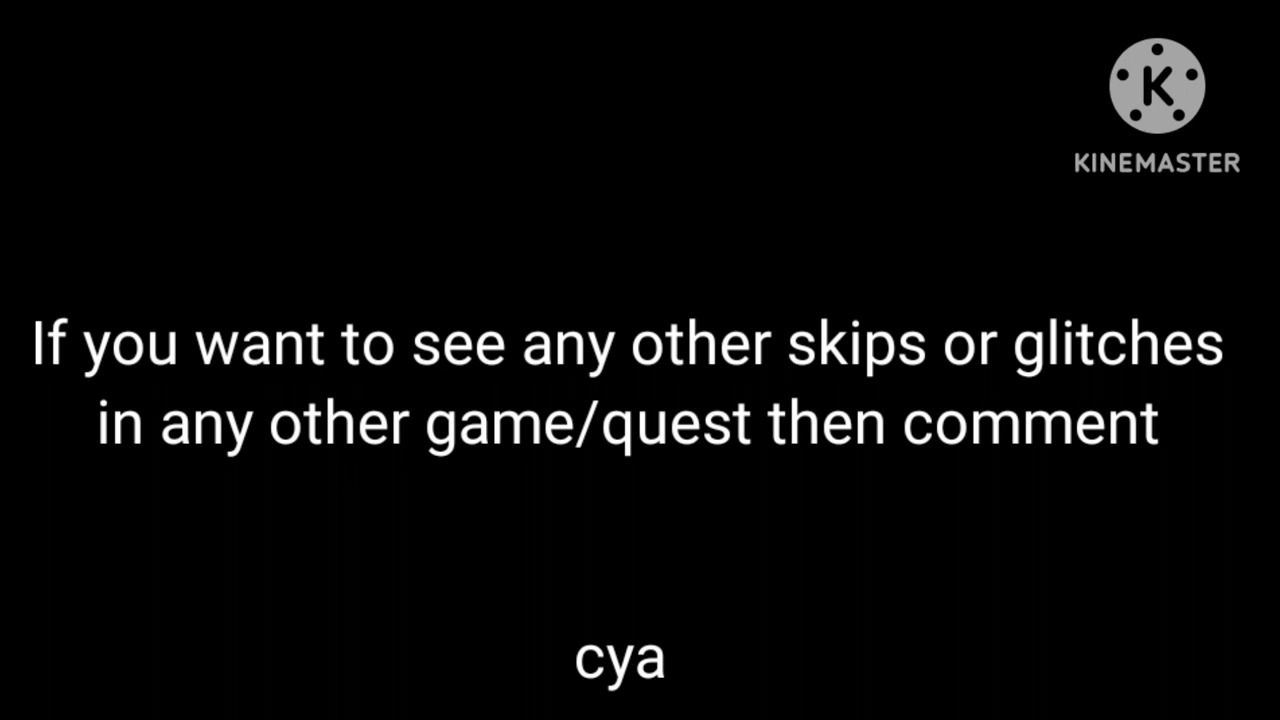 K
KINEMASTER
If you want to see any other skips or glitches
in any other game/quest then comment
cya